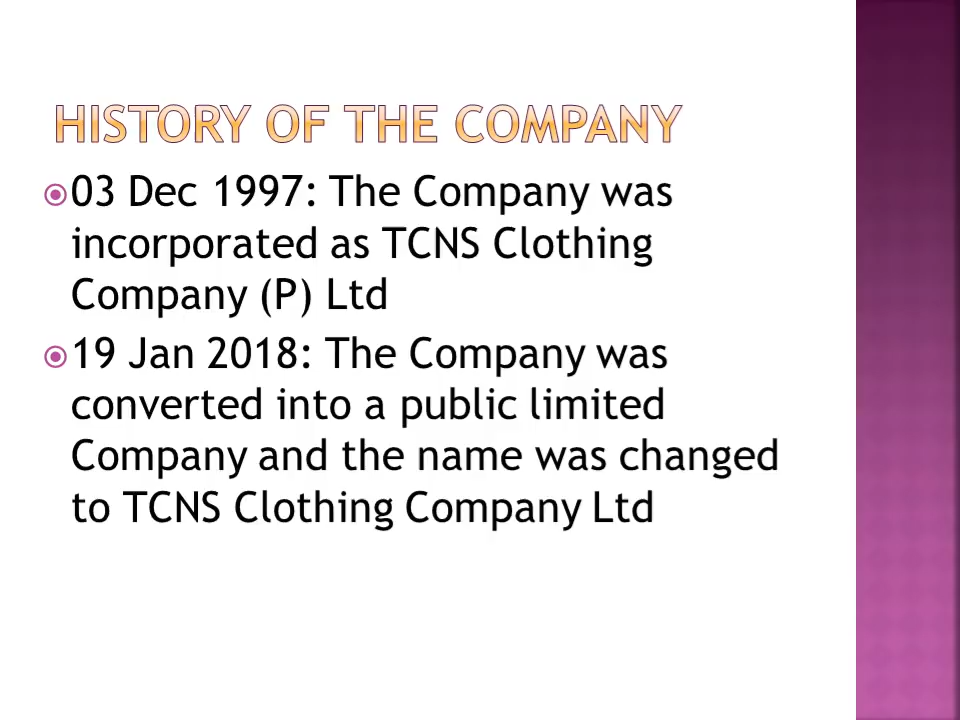 HISTORY OF THE COMPANY
03 Dec 1997: The Company was
incorporated as TCNS Clothing
Company (P) Ltd
19 Jan 2018: The Company was
converted into a public limited
Company and the name was changed
to TCNS Clothing Company Ltd